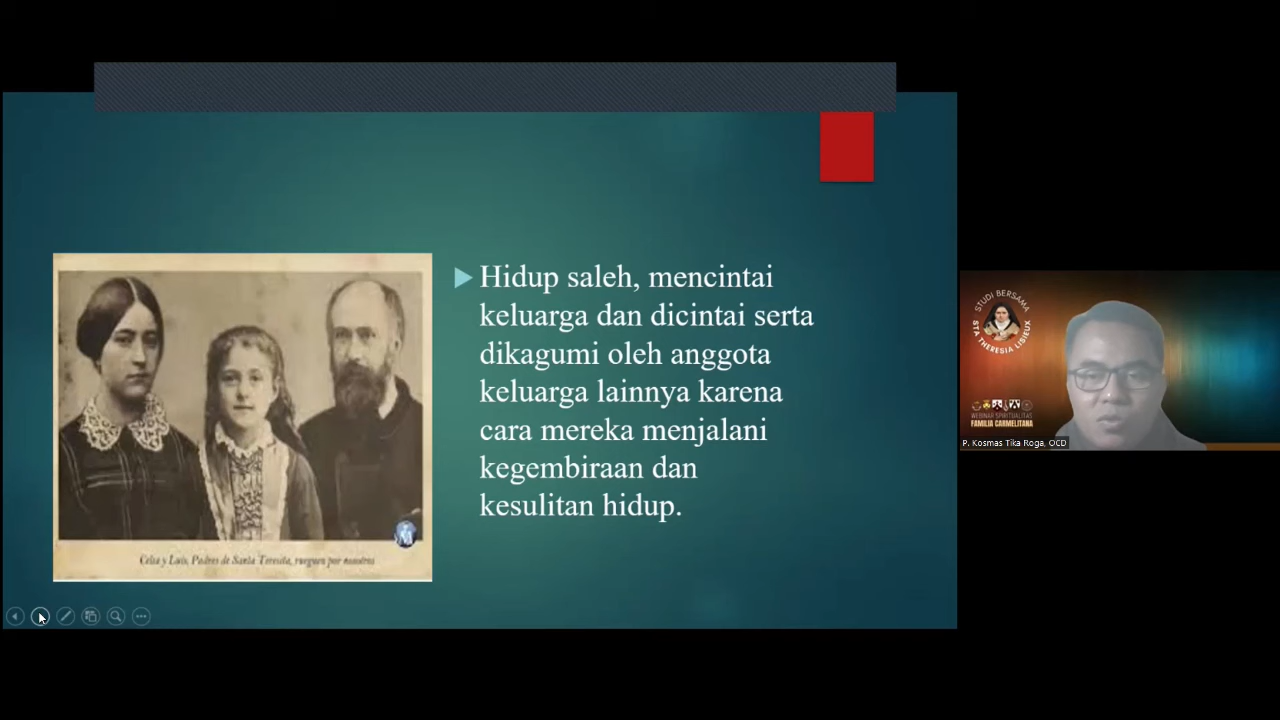 Hidup saleh, mencintai
keluarga dan dicintai serta
dikagumi oleh anggota
keluarga lainnya karena
cara mereka menjalani
kegembiraan dan
kesulitan hidup.
Celia y Luis, Padres de Santa Teresita, rueguen por nosotros
STUDI BERSAMA
STA THERESIA LISIEUX
WEBINAR SPIRITUALITAS
FAMILIA CARMELITANA
P. Kosmas Tika Roga, OCD